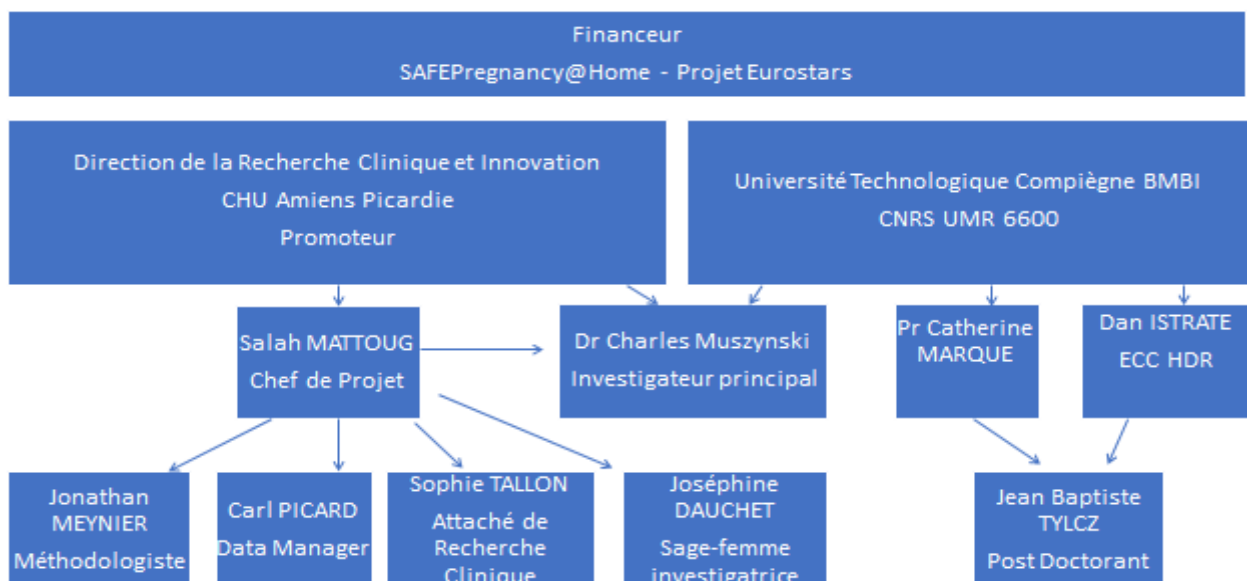 Financeur
SAFEPregnancy@Home - Projet Eurostars
Direction de la Recherche Clinique et Innovation
CHU Amiens Picardie
Promoteur
Université Technologique Compiègne BMBI
CNRS UMR 6600
Salah MATTOUG
Chef de Projet
Dr Charles Muszynski
Investigateur principal
Pr Catherine
MARQUE
Dan ISTRATE
ECC HDR
Jonathan
MEYNIER
Méthodologiste
Carl PICARD
Data Manager
Sophie TALLON
Attaché de
Recherche
Clinique
Joséphine
DAUCHET
Sage-femme
investigatrice
Jean Baptiste
TYLCZ
Post Doctorant